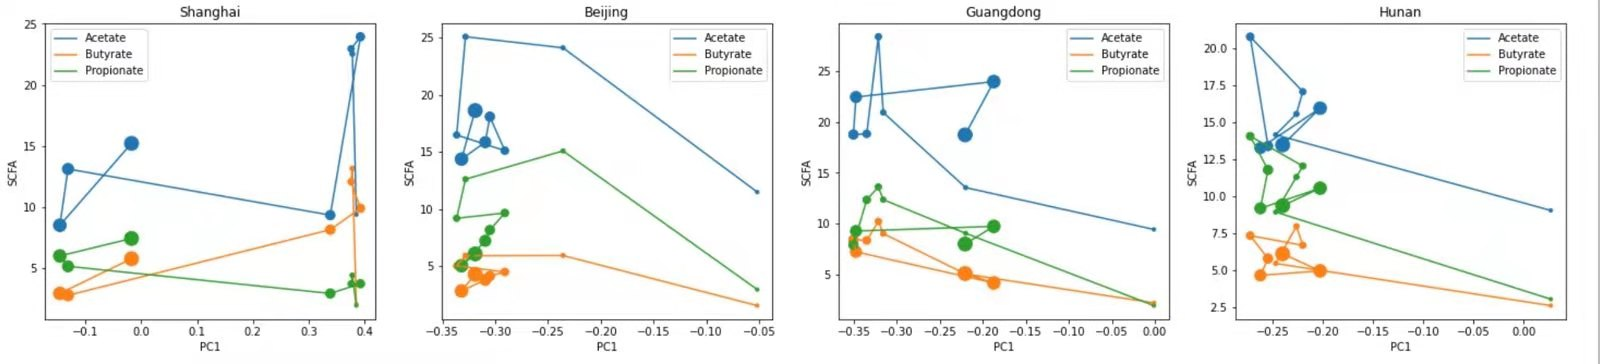 Shanghai
25
20
15
10
5
SCFA
Acetate
Butyrate
Propionate
−0.1
0.0
0.1
0.2
0.3
0.4
PC1
Beijing
25
20
15
10
5
SCFA
Acetate
Butyrate
Propionate
−0.35
−0.30
−0.25
−0.20
−0.15
−0.10
−0.05
PC1
Guangdong
25
20
15
10
5
SCFA
Acetate
Butyrate
Propionate
−0.35
−0.30
−0.25
−0.20
−0.15
−0.10
−0.05
0.00
PC1
Hunan
20.0
17.5
15.0
12.5
10.0
7.5
5.0
2.5
SCFA
Acetate
Butyrate
Propionate
−0.25
−0.20
−0.15
−0.10
−0.05
0.00
PC1